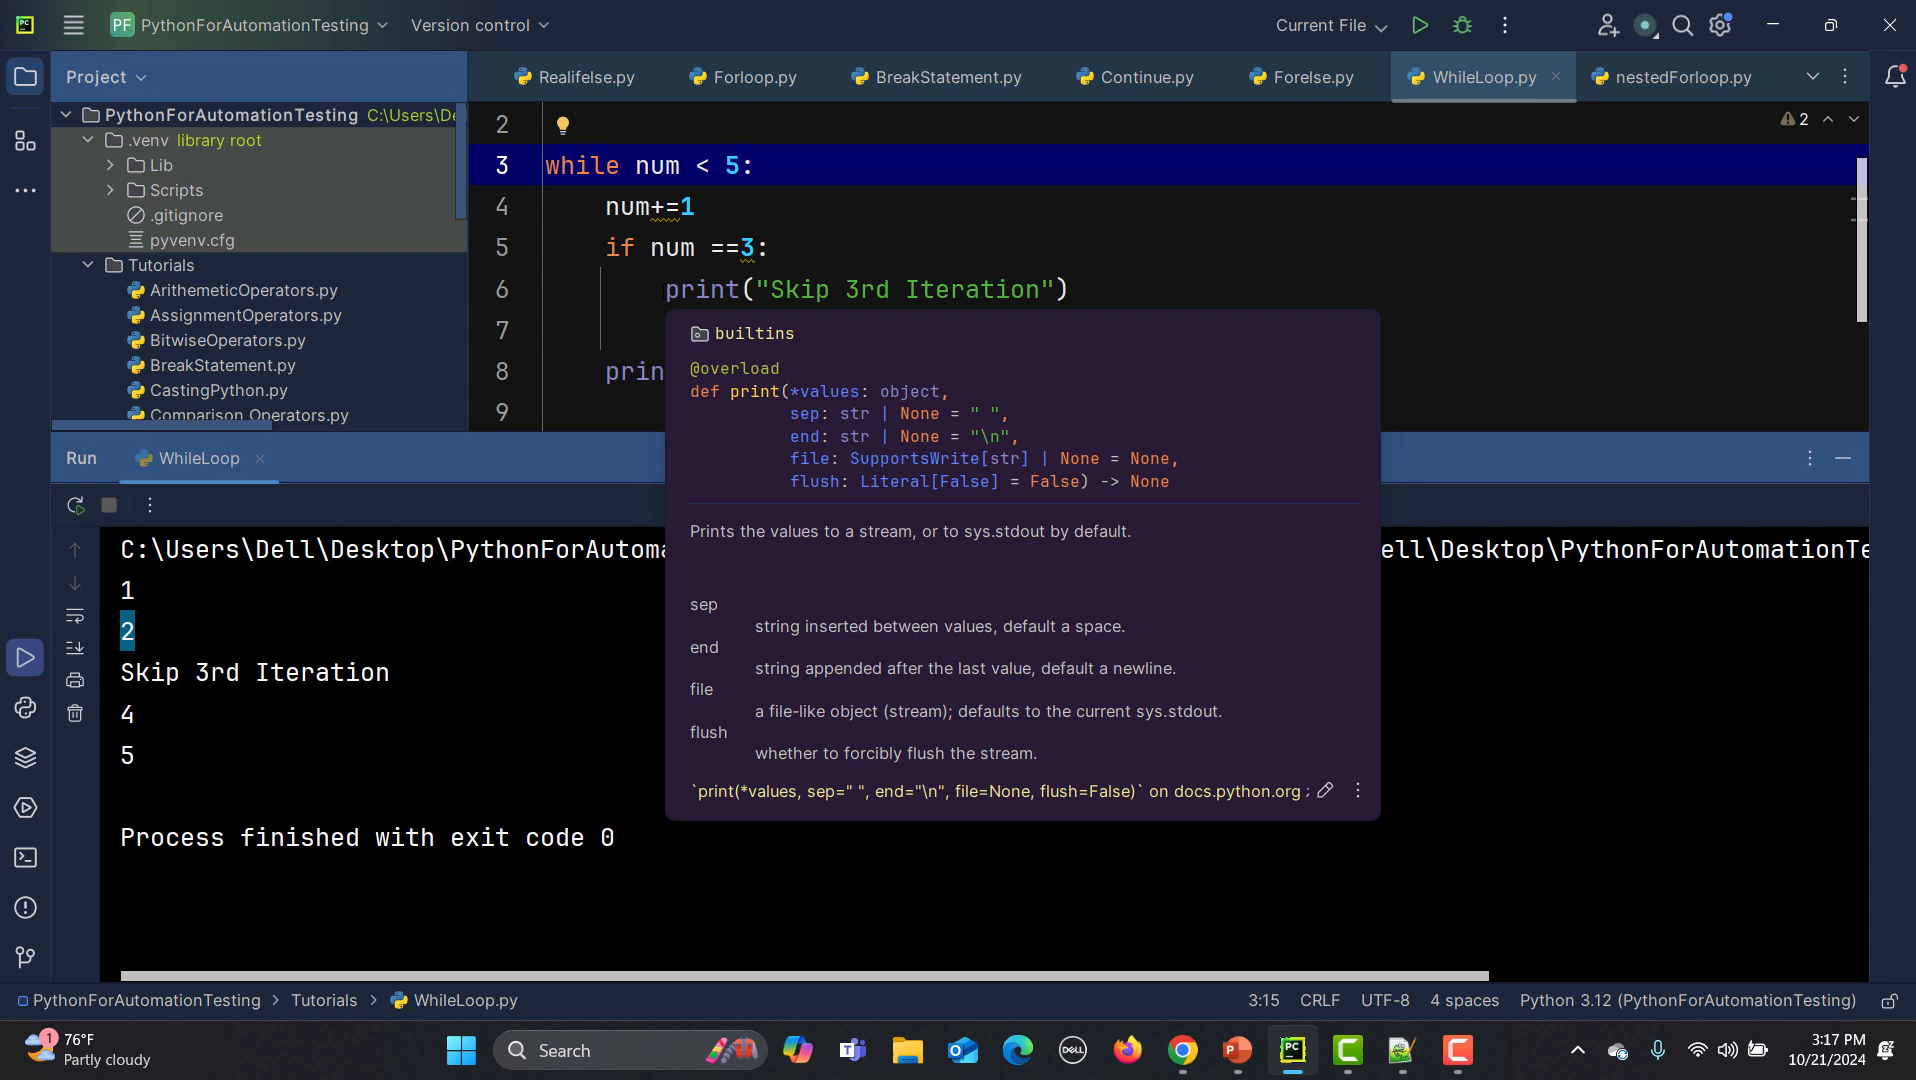 PC
PF PythonForAutomationTesting
Version control
Current File
Project
Realifelse.py
Forloop.py
BreakStatement.py
Continue.py
Forelse.py
WhileLoop.py
nestedForloop.py
PythonForAutomationTesting C:\Users\De
.venv library root
Lib
Scripts
.gitignore
pyvenv.cfg
Tutorials
ArithemeticOperators.py
AssignmentOperators.py
BitwiseOperators.py
BreakStatement.py
CastingPython.py
Comparison Operators.py
2
2
3 while num < 5:
4 num+=1
5 if num ==3:
6 print("Skip 3rd Iteration")
7
8 prin
9
builtins
@overload
def print(*values: object,
sep: str | None = " ",
end: str | None = "\n",
file: SupportsWrite[str] | None = None,
flush: Literal[False] = False) -> None
Prints the values to a stream, or to sys.stdout by default.
sep
string inserted between values, default a space.
end
string appended after the last value, default a newline.
file
a file-like object (stream); defaults to the current sys.stdout.
flush
whether to forcibly flush the stream.
`print(*values, sep=" ", end="\n", file=None, flush=False)` on docs.python.org
Run WhileLoop
C:\Users\Dell\Desktop\PythonForAutoma
ell\Desktop\PythonForAutomationTe
1
2
Skip 3rd Iteration
4
5
Process finished with exit code 0
PythonForAutomationTesting > Tutorials > WhileLoop.py
3:15 CRLF UTF-8 4 spaces Python 3.12 (PythonForAutomationTesting)
1
76°F
Partly cloudy
Search
DELL
PC
3:17 PM
10/21/2024